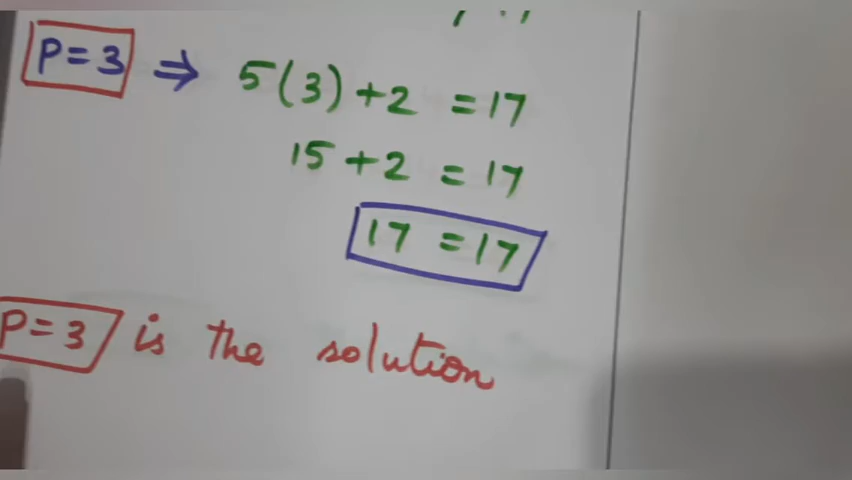 P=3 ⇒ 5(3)+2 =17
15+2 =17
17 =17
P=3 is the solution